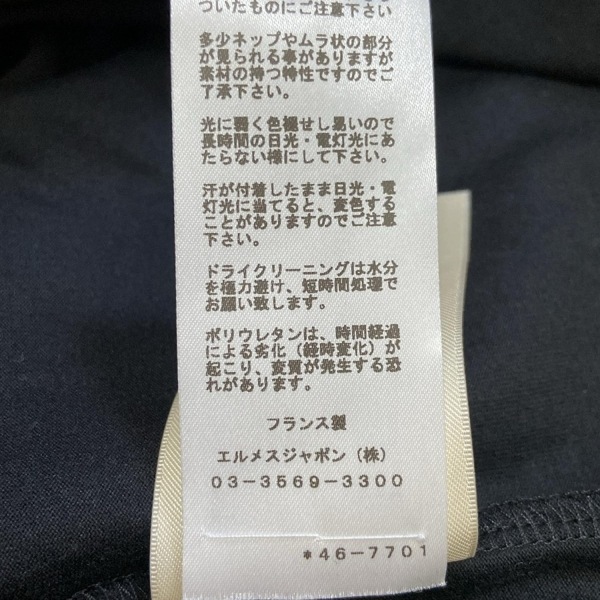 ついたものにご注意下さい
多少ネップやムラ状の部分
が見られる事がありますが
素材の持つ特性ですのでご
了承下さい。
光に弱く色褪せし易いので
長時間の日光・電灯光にあ
たらない様にして下さい。
汗が付着したまま日光・電
灯光に当てると、変色する
ことがありますのでご注意
下さい。
ドライクリーニングは水分
を極力避け、短時間処理で
お願い致します。
ポリウレタンは、時間経過
による劣化（経時変化）が
起こり、変質が発生する恐
れがあります。
フランス製
エルメスジャポン（株）
03-3569-3300
*46-7701